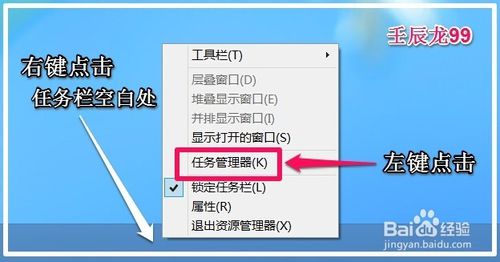 壬辰龙99
右键点击
任务栏空白处
工具栏(T)
层叠窗口(D)
堆叠显示窗口(E)
并排显示窗口(I)
显示打开的窗口(S)
任务管理器(K)
左键点击
锁定任务栏(L)
属性(R)
退出资源管理器(X)
Bai du 经验
jingyan.baidu.com